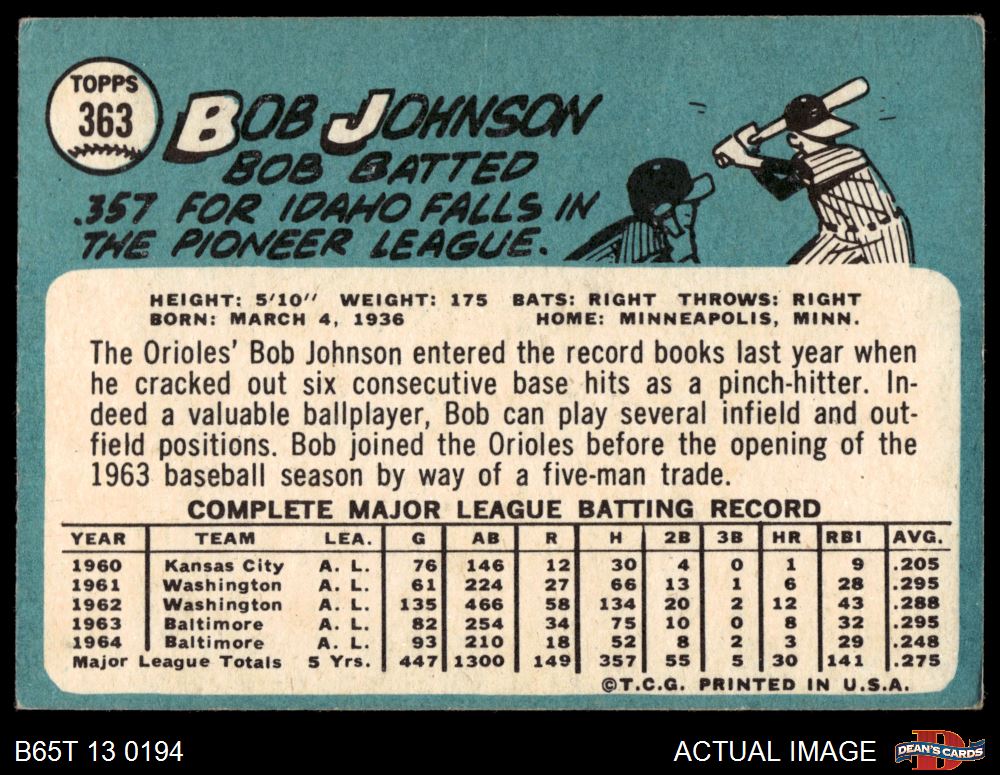 TOPPS
363
BOB JOHNSON
BOB BATTED
.357 FOR IDAHO FALLS IN
THE PIONEER LEAGUE.
HEIGHT: 5'10" WEIGHT: 175 BATS: RIGHT THROWS: RIGHT
BORN: MARCH 4, 1936 HOME: MINNEAPOLIS, MINN.
The Orioles' Bob Johnson entered the record books last year when
he cracked out six consecutive base hits as a pinch-hitter. In-
deed a valuable ballplayer, Bob can play several infield and out-
field positions. Bob joined the Orioles before the opening of the
1963 baseball season by way of a five-man trade.
COMPLETE MAJOR LEAGUE BATTING RECORD
YEAR TEAM LEA. G AB R H 2B 3B HR RBI AVG.
1960 Kansas City A. L. 76 146 12 30 4 0 1 9 .205
1961 Washington A. L. 61 224 27 66 13 1 6 28 .295
1962 Washington A. L. 135 466 58 134 20 2 12 43 .288
1963 Baltimore A. L. 82 254 34 75 10 0 8 32 .295
1964 Baltimore A. L. 93 210 18 52 8 2 3 29 .248
Major League Totals 5 Yrs. 447 1300 149 357 55 5 30 141 .275
©T.C.G. PRINTED IN U.S.A.
B65T 13 0194 ACTUAL IMAGE DEAN'S CARDS